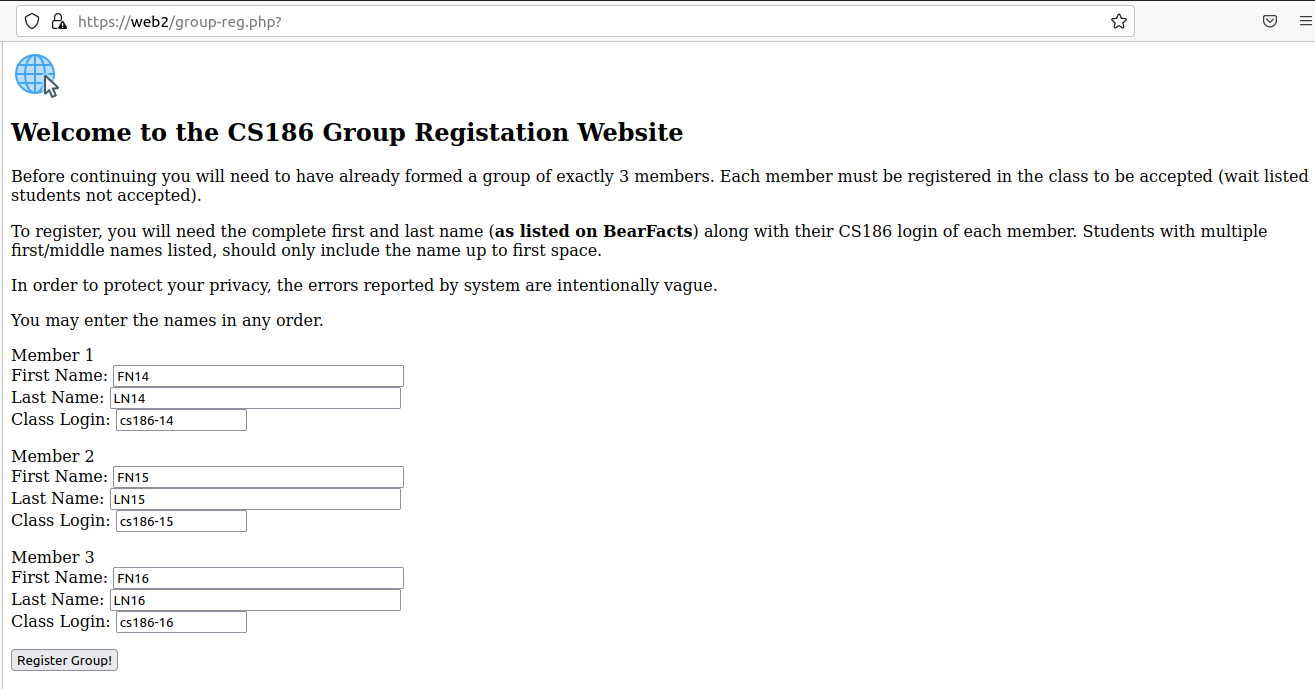 https://web2/group-reg.php?
Welcome to the CS186 Group Registation Website
Before continuing you will need to have already formed a group of exactly 3 members. Each member must be registered in the class to be accepted (wait listed
students not accepted).
To register, you will need the complete first and last name (as listed on BearFacts) along with their CS186 login of each member. Students with multiple
first/middle names listed, should only include the name up to first space.
In order to protect your privacy, the errors reported by system are intentionally vague.
You may enter the names in any order.
Member 1
First Name: FN14
Last Name: LN14
Class Login: cs186-14
Member 2
First Name: FN15
Last Name: LN15
Class Login: cs186-15
Member 3
First Name: FN16
Last Name: LN16
Class Login: cs186-16
Register Group!